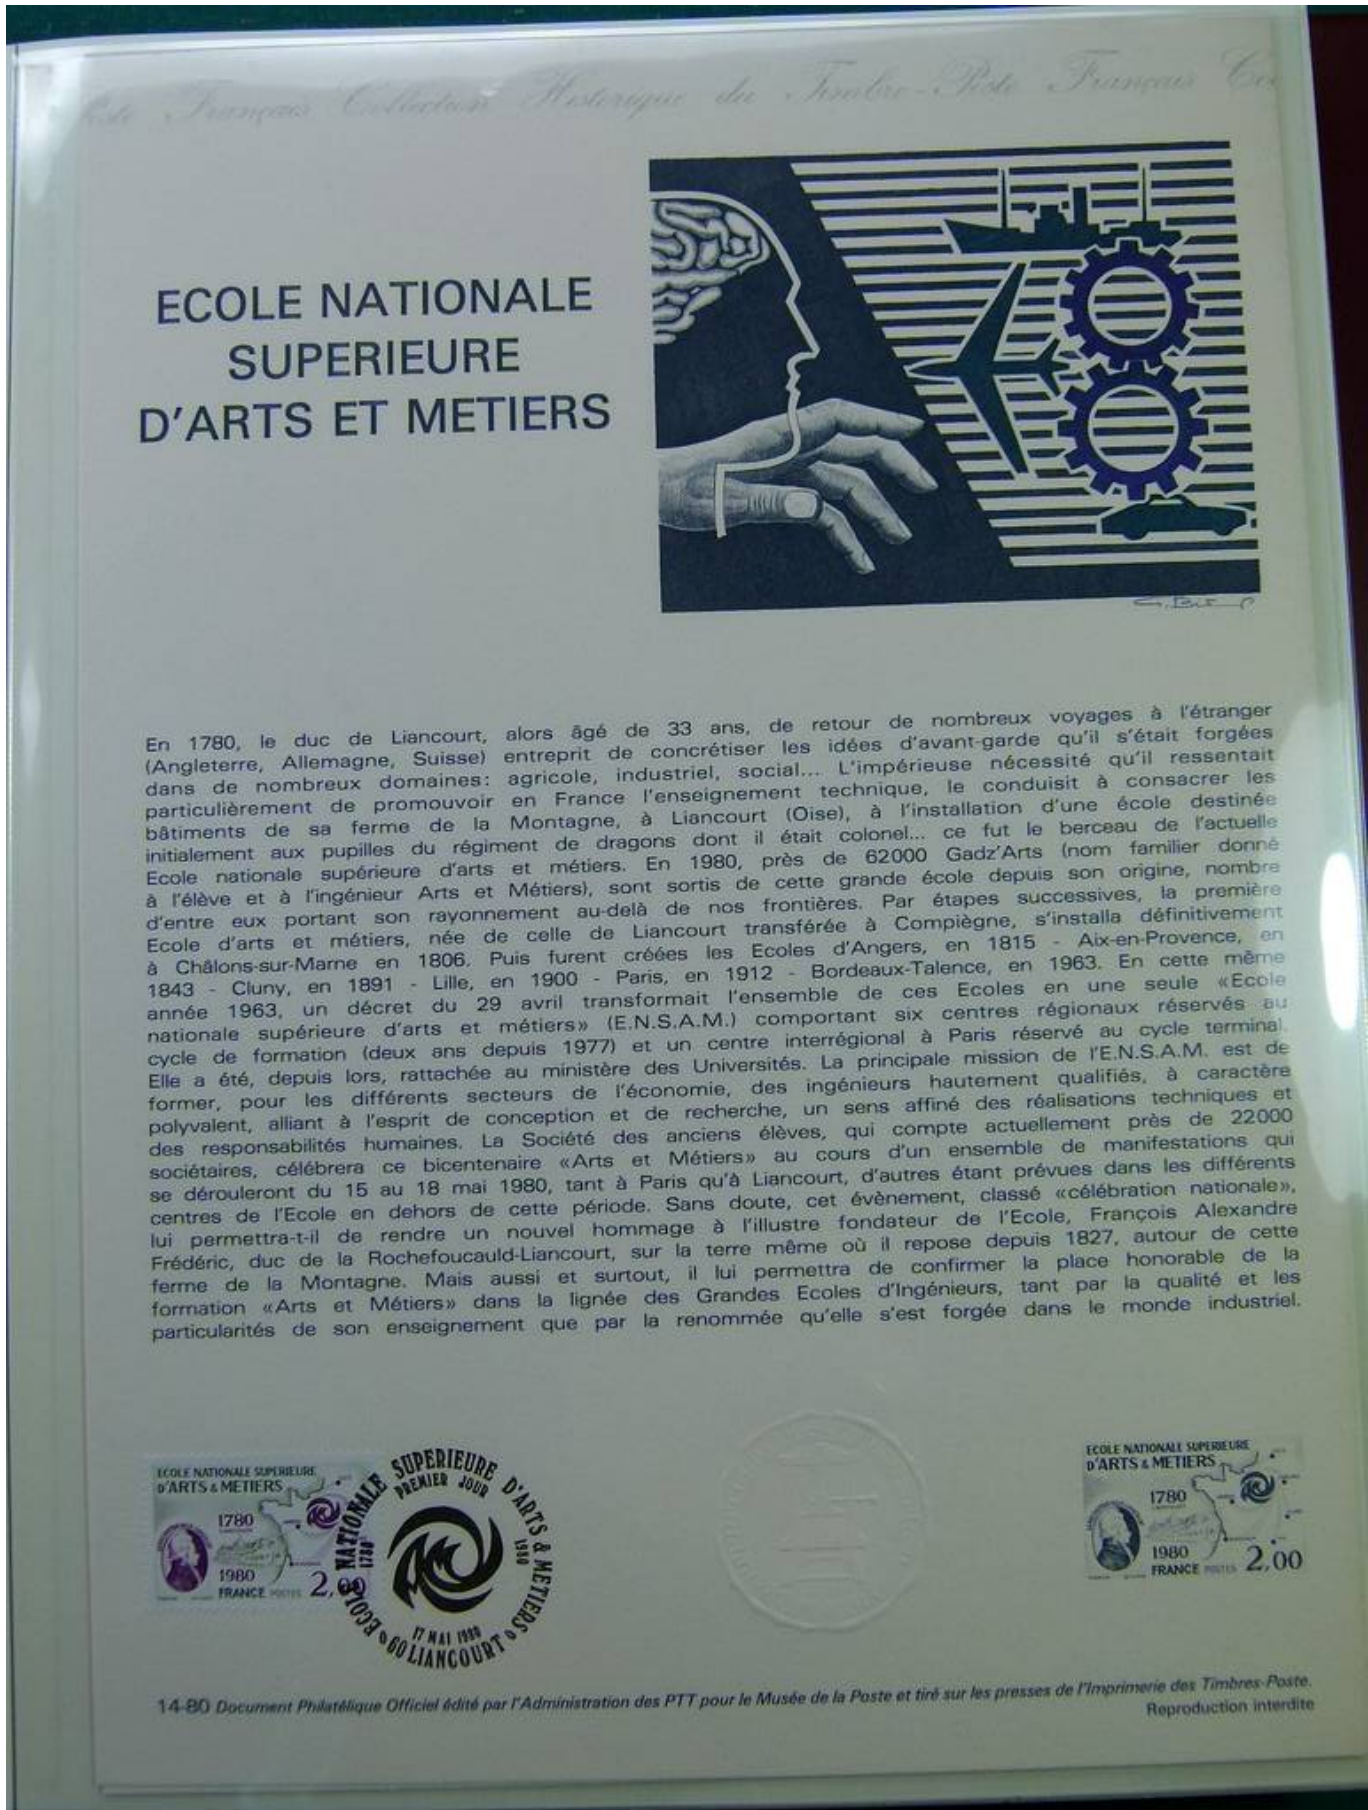 Poste Français Collection Historique du Timbre-Poste Français
ECOLE NATIONALE
SUPERIEURE
D'ARTS ET METIERS
En 1780, le duc de Liancourt, alors âgé de 33 ans, de retour de nombreux voyages à l'étranger
(Angleterre, Allemagne, Suisse) entreprit de concrétiser les idées d'avant-garde qu'il s'était forgées
dans de nombreux domaines: agricole, industriel, social... L'impérieuse nécessité qu'il ressentait
particulièrement de promouvoir en France l'enseignement technique, le conduisit à consacrer les
bâtiments de sa ferme de la Montagne, à Liancourt (Oise), à l'installation d'une école destinée
initialement aux pupilles du régiment de dragons dont il était colonel... ce fut le berceau de l'actuelle
Ecole nationale supérieure d'arts et métiers. En 1980, près de 62000 Gadz'Arts (nom familier donné
à l'élève et à l'ingénieur Arts et Métiers), sont sortis de cette grande école depuis son origine, nombre
d'entre eux portant son rayonnement au-delà de nos frontières. Par étapes successives, la première
Ecole d'arts et métiers, née de celle de Liancourt transférée à Compiègne, s'installa définitivement
à Châlons-sur-Marne en 1806. Puis furent créées les Ecoles d'Angers, en 1815 - Aix-en-Provence, en
1843 - Cluny, en 1891 - Lille, en 1900 - Paris, en 1912 - Bordeaux-Talence, en 1963. En cette même
année 1963, un décret du 29 avril transformait l'ensemble de ces Ecoles en une seule «Ecole
nationale supérieure d'arts et métiers» (E.N.S.A.M.) comportant six centres régionaux réservés au
cycle de formation (deux ans depuis 1977) et un centre interrégional à Paris réservé au cycle terminal.
Elle a été, depuis lors, rattachée au ministère des Universités. La principale mission de l'E.N.S.A.M. est de
former, pour les différents secteurs de l'économie, des ingénieurs hautement qualifiés, à caractère
polyvalent, alliant à l'esprit de conception et de recherche, un sens affiné des réalisations techniques et
des responsabilités humaines. La Société des anciens élèves, qui compte actuellement près de 22000
sociétaires, célébrera ce bicentenaire «Arts et Métiers» au cours d'un ensemble de manifestations qui
se dérouleront du 15 au 18 mai 1980, tant à Paris qu'à Liancourt, d'autres étant prévues dans les différents
centres de l'Ecole en dehors de cette période. Sans doute, cet évènement, classé «célébration nationale»,
lui permettra-t-il de rendre un nouvel hommage à l'illustre fondateur de l'Ecole, François Alexandre
Frédéric, duc de la Rochefoucauld-Liancourt, sur la terre même où il repose depuis 1827, autour de cette
ferme de la Montagne. Mais aussi et surtout, il lui permettra de confirmer la place honorable de la
formation «Arts et Métiers» dans la lignée des Grandes Ecoles d'Ingénieurs, tant par la qualité et les
particularités de son enseignement que par la renommée qu'elle s'est forgée dans le monde industriel.
ECOLE NATIONALE SUPERIEURE
D'ARTS & METIERS
1780
1980
FRANCE POSTES 2,00
ECOLE NATIONALE SUPERIEURE D'ARTS & METIERS
PREMIER JOUR
1780
1980
17 MAI 1980
60 LIANCOURT
ECOLE NATIONALE SUPERIEURE
D'ARTS & METIERS
1780
1980
FRANCE POSTES 2,00
14-80 Document Philatélique Officiel édité par l'Administration des PTT pour le Musée de la Poste et tiré sur les presses de l'Imprimerie des Timbres-Poste.
Reproduction interdite